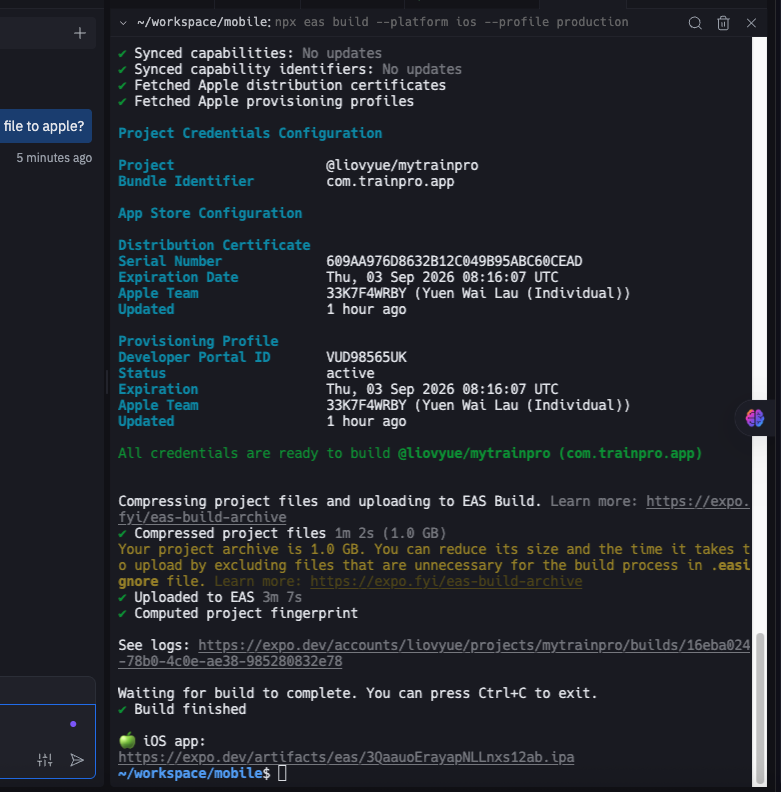 ~/workspace/mobile: npx eas build --platform ios --profile production
file to apple?
5 minutes ago
✔ Synced capabilities: No updates
✔ Synced capability identifiers: No updates
✔ Fetched Apple distribution certificates
✔ Fetched Apple provisioning profiles
Project Credentials Configuration
Project @liovyue/mytrainpro
Bundle Identifier com.trainpro.app
App Store Configuration
Distribution Certificate
Serial Number 609AA976D8632B12C049B95ABC60CEAD
Expiration Date Thu, 03 Sep 2026 08:16:07 UTC
Apple Team 33K7F4WRBY (Yuen Wai Lau (Individual))
Updated 1 hour ago
Provisioning Profile
Developer Portal ID VUD98565UK
Status active
Expiration Thu, 03 Sep 2026 08:16:07 UTC
Apple Team 33K7F4WRBY (Yuen Wai Lau (Individual))
Updated 1 hour ago
All credentials are ready to build @liovyue/mytrainpro (com.trainpro.app)
Compressing project files and uploading to EAS Build. Learn more: https://expo.
fyi/eas-build-archive
✔ Compressed project files 1m 2s (1.0 GB)
Your project archive is 1.0 GB. You can reduce its size and the time it takes t
o upload by excluding files that are unnecessary for the build process in .easi
gnore file. Learn more: https://expo.fyi/eas-build-archive
✔ Uploaded to EAS 3m 7s
✔ Computed project fingerprint
See logs: https://expo.dev/accounts/liovyue/projects/mytrainpro/builds/16eba024
-78b0-4c0e-ae38-985280832e78
Waiting for build to complete. You can press Ctrl+C to exit.
✔ Build finished
🍏 iOS app:
https://expo.dev/artifacts/eas/3QaauoErayapNLLnxs12ab.ipa
~/workspace/mobile$